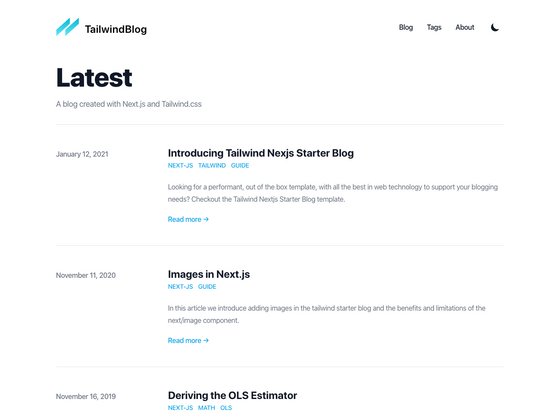 TailwindBlog
Blog Tags About
Latest
A blog created with Next.js and Tailwind.css
January 12, 2021
Introducing Tailwind Nexjs Starter Blog
NEXT-JS TAILWIND GUIDE
Looking for a performant, out of the box template, with all the best in web technology to support your blogging
needs? Checkout the Tailwind Nextjs Starter Blog template.
Read more →
November 11, 2020
Images in Next.js
NEXT-JS GUIDE
In this article we introduce adding images in the tailwind starter blog and the benefits and limitations of the
next/image component.
Read more →
November 16, 2019
Deriving the OLS Estimator
NEXT-JS MATH OLS